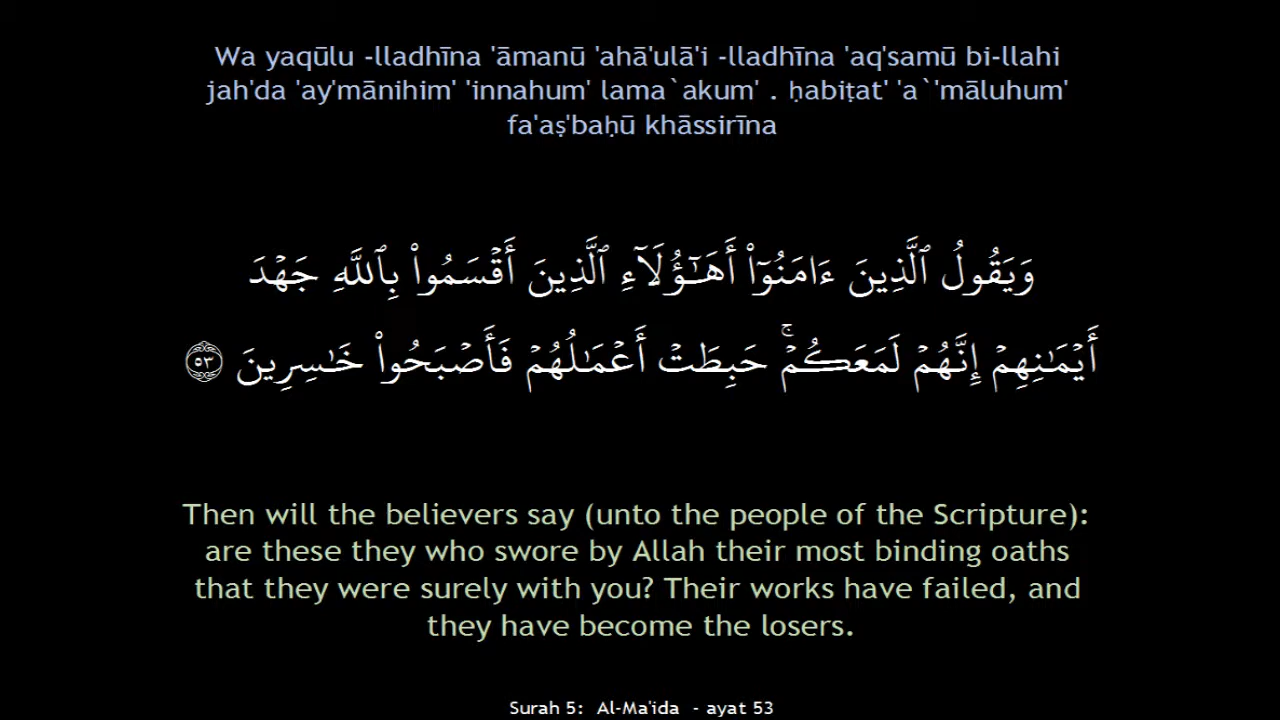 Wa yaqūlu -lladhīna 'āmanū 'ahā'ulā'i -lladhīna 'aq'samū bi-llahi
jah'da 'ay'mānihim' 'innahum' lama`akum' . ḥabiṭat' 'a`'māluhum'
fa'aṣ'baḥū khāssirīna
وَيَقُولُ ٱلَّذِينَ ءَامَنُوٓا۟ أَهَـٰٓؤُلَآءِ ٱلَّذِينَ أَقْسَمُوا۟ بِٱللَّهِ جَهْدَ
أَيْمَـٰنِهِمْ إِنَّهُمْ لَمَعَكُمْ ۚ حَبِطَتْ أَعْمَـٰلُهُمْ فَأَصْبَحُوا۟ خَـٰسِرِينَ ٥٣
Then will the believers say (unto the people of the Scripture):
are these they who swore by Allah their most binding oaths
that they were surely with you? Their works have failed, and
they have become the losers.
Surah 5: Al-Ma'ida - ayat 53